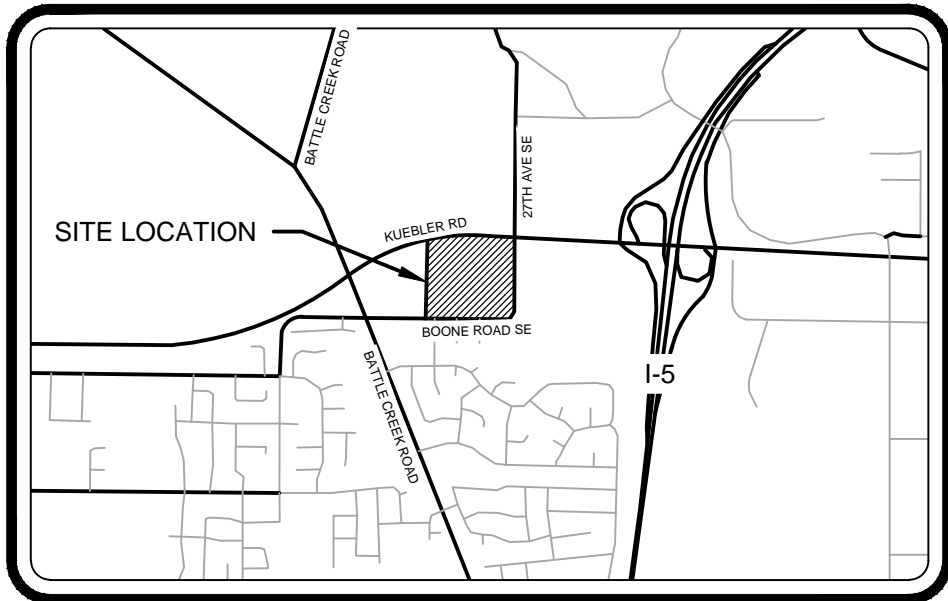 BATTLE CREEK ROAD
27TH AVE SE
SITE LOCATION
KUEBLER RD
BOONE ROAD SE
BATTLE CREEK ROAD
I-5